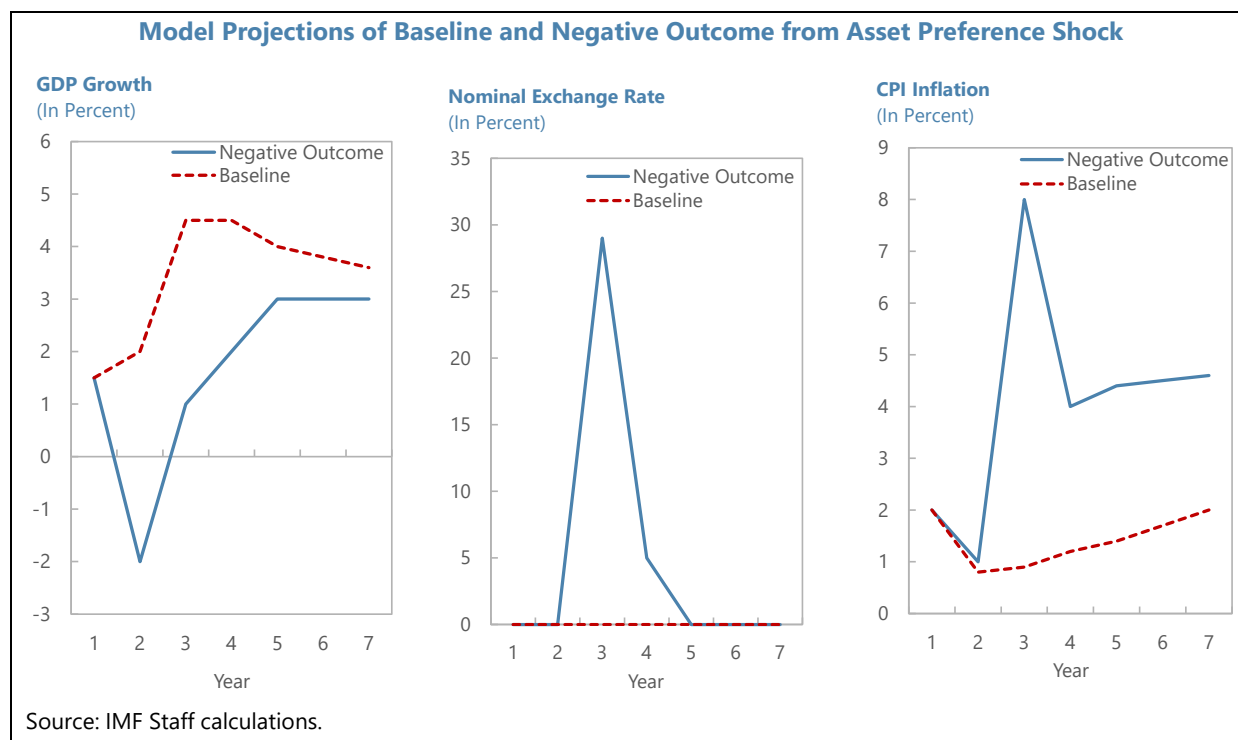 Model Projections of Baseline and Negative Outcome from Asset Preference Shock
GDP Growth
(In Percent)
6
5
4
3
2
1
0
-1
-2
-3
Negative Outcome
Baseline
1 2 3 4 5 6 7
Year
Nominal Exchange Rate
(In Percent)
35
30
25
20
15
10
5
0
Negative Outcome
Baseline
1 2 3 4 5 6 7
Year
CPI Inflation
(In Percent)
9
8
7
6
5
4
3
2
1
0
Negative Outcome
Baseline
1 2 3 4 5 6 7
Year
Source: IMF Staff calculations.